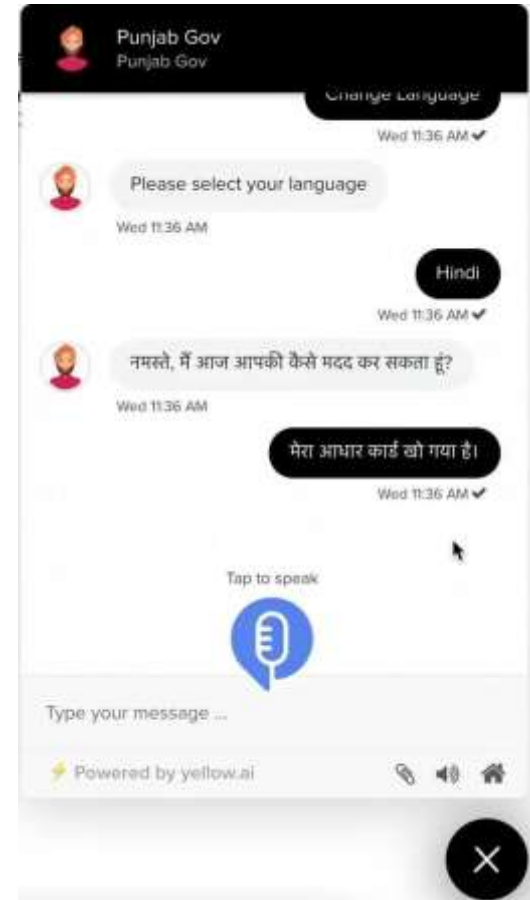 Punjab Gov
Punjab Gov
Change Language
Wed 11:36 AM
Please select your language
Wed 11:36 AM
Hindi
Wed 11:36 AM
नमस्ते, मैं आज आपकी कैसे मदद कर सकता हूं?
Wed 11:36 AM
मेरा आधार कार्ड खो गया है।
Wed 11:36 AM
Tap to speak
Type your message ...
Powered by yellow.ai